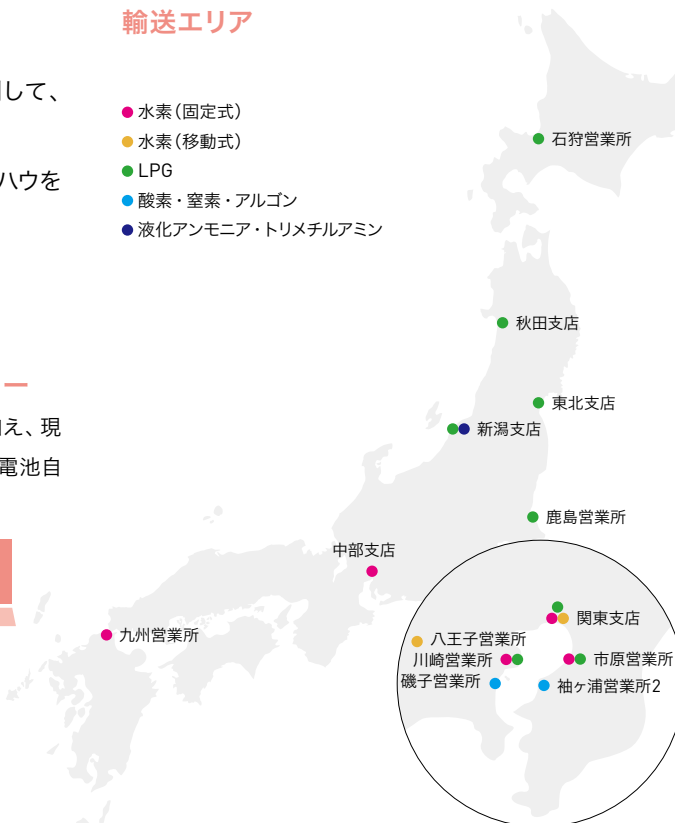 輸送エリア
して、
ハウを
ー
え、現
電池自
水素（固定式）
水素（移動式）
LPG
酸素・窒素・アルゴン
液化アンモニア・トリメチルアミン
石狩営業所
秋田支店
東北支店
新潟支店
鹿島営業所
中部支店
九州営業所
関東支店
八王子営業所
川崎営業所
市原営業所
磯子営業所
袖ヶ浦営業所2